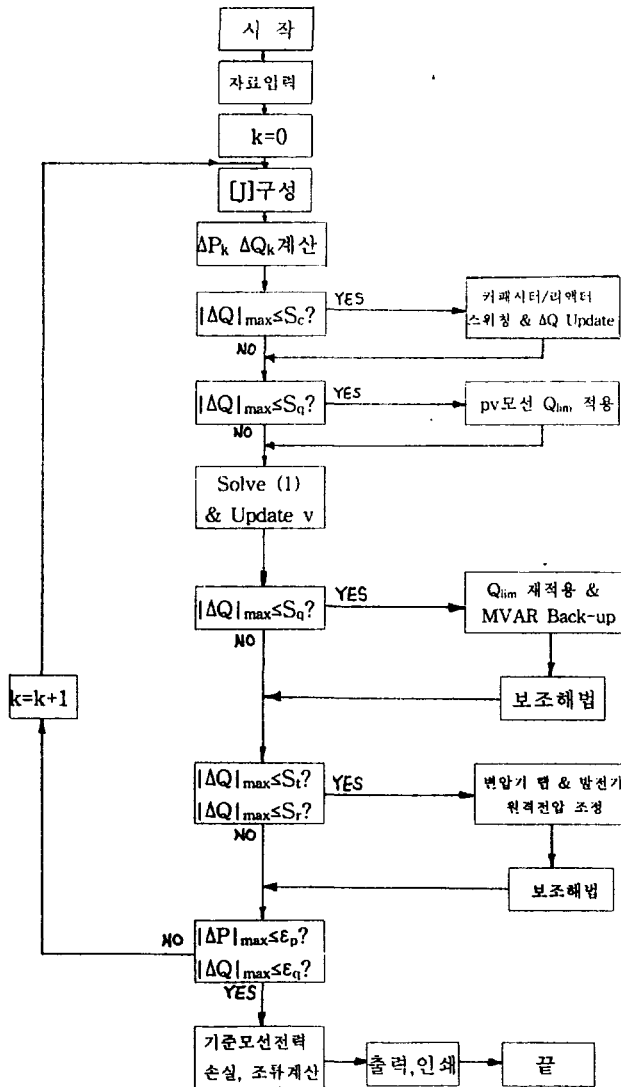 시 작
자료입력
k=0
[J]구성
ΔPk ΔQk계산
|ΔQ|max≤Sc?
YES
커패시터/리액터
스위칭 & ΔQ Update
NO
|ΔQ|max≤Sq?
YES
pv모선 Qlim 적용
NO
Solve (1)
& Update v
|ΔQ|max≤Sq?
YES
Qlim 재적용 &
MVAR Back-up
NO
보조해법
k=k+1
|ΔQ|max≤St?
|ΔQ|max≤Sr?
YES
변압기 탭 & 발전기
원격전압 조정
NO
보조해법
NO
|ΔP|max≤εp?
|ΔQ|max≤εq?
YES
기준모선전력
손실, 조류계산
출력,인쇄
끝